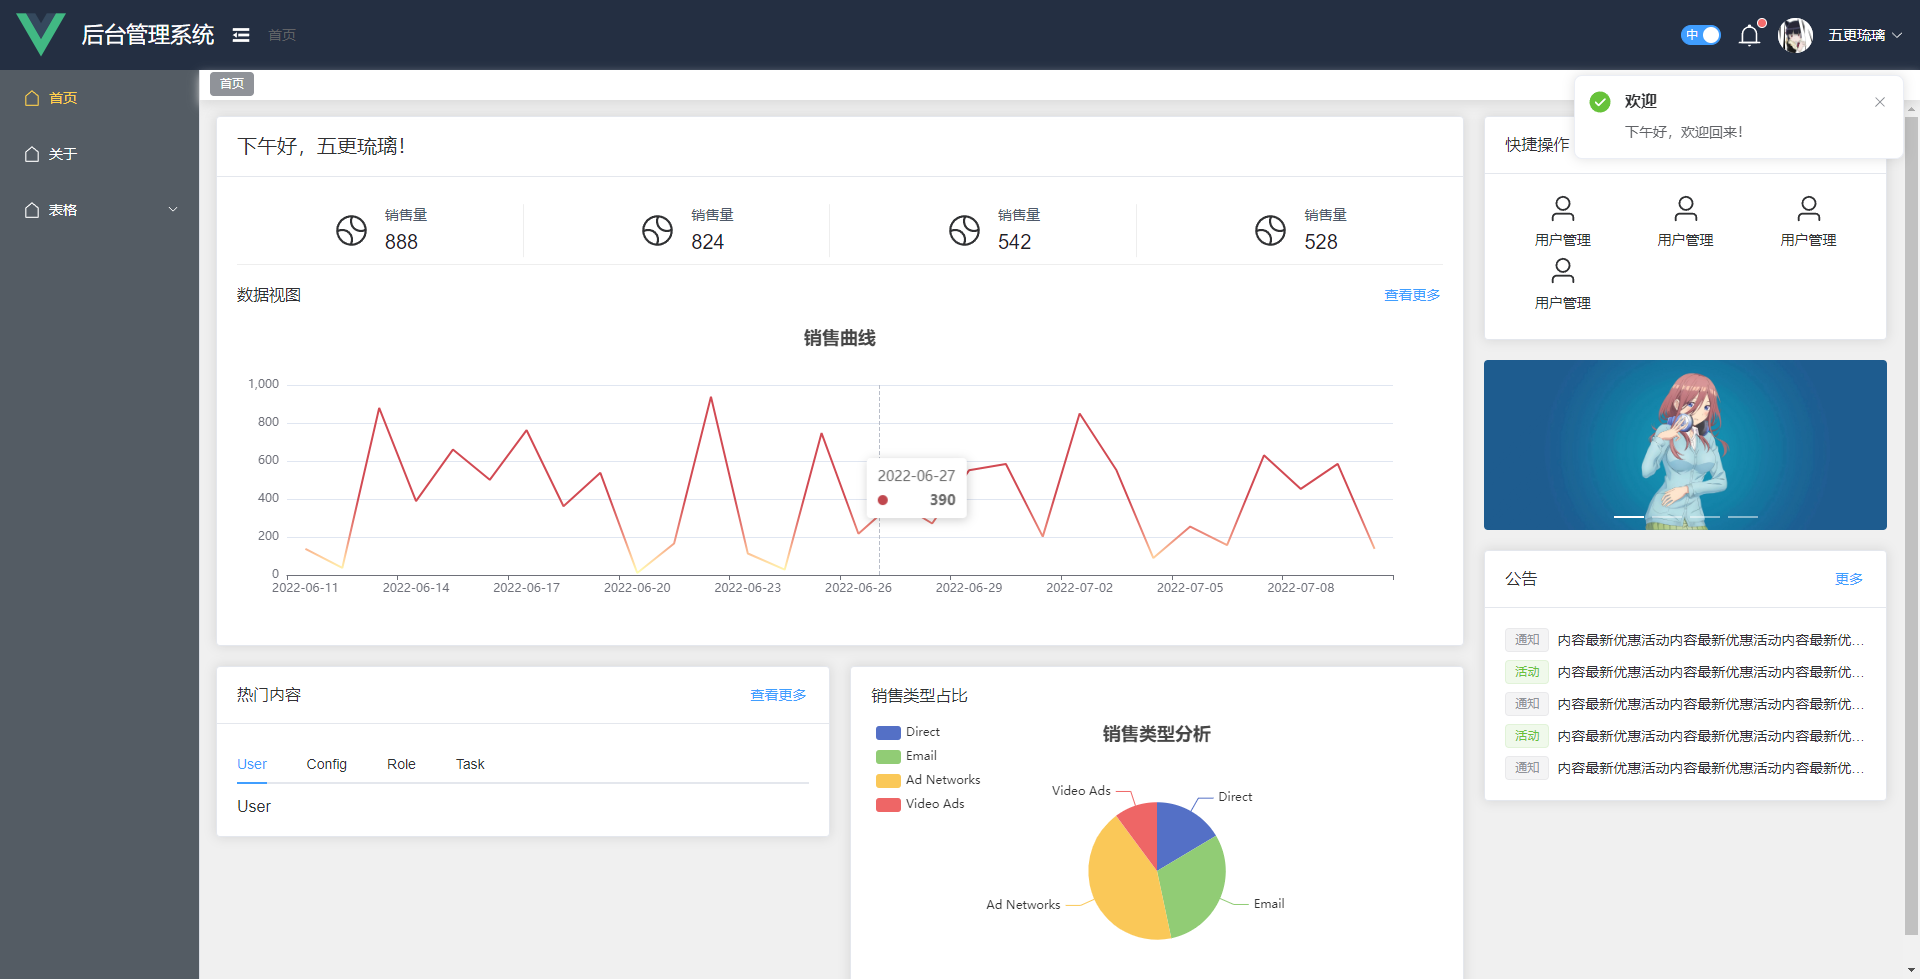 后台管理系统
首页
中
五更琉璃
首页
关于
表格
首页
欢迎
下午好，欢迎回来！
下午好，五更琉璃！
销售量
888
销售量
824
销售量
542
销售量
528
数据视图
查看更多
销售曲线
1,000
800
600
400
200
0
2022-06-27
390
2022-06-11
2022-06-14
2022-06-17
2022-06-20
2022-06-23
2022-06-26
2022-06-29
2022-07-02
2022-07-05
2022-07-08
快捷操作
用户管理
用户管理
用户管理
用户管理
公告
更多
通知 内容最新优惠活动内容最新优惠活动内容最新优...
活动 内容最新优惠活动内容最新优惠活动内容最新优...
通知 内容最新优惠活动内容最新优惠活动内容最新优...
活动 内容最新优惠活动内容最新优惠活动内容最新优...
通知 内容最新优惠活动内容最新优惠活动内容最新优...
热门内容
查看更多
User Config Role Task
User
销售类型占比
Direct
Email
Ad Networks
Video Ads
销售类型分析
Video Ads
Direct
Ad Networks
Email